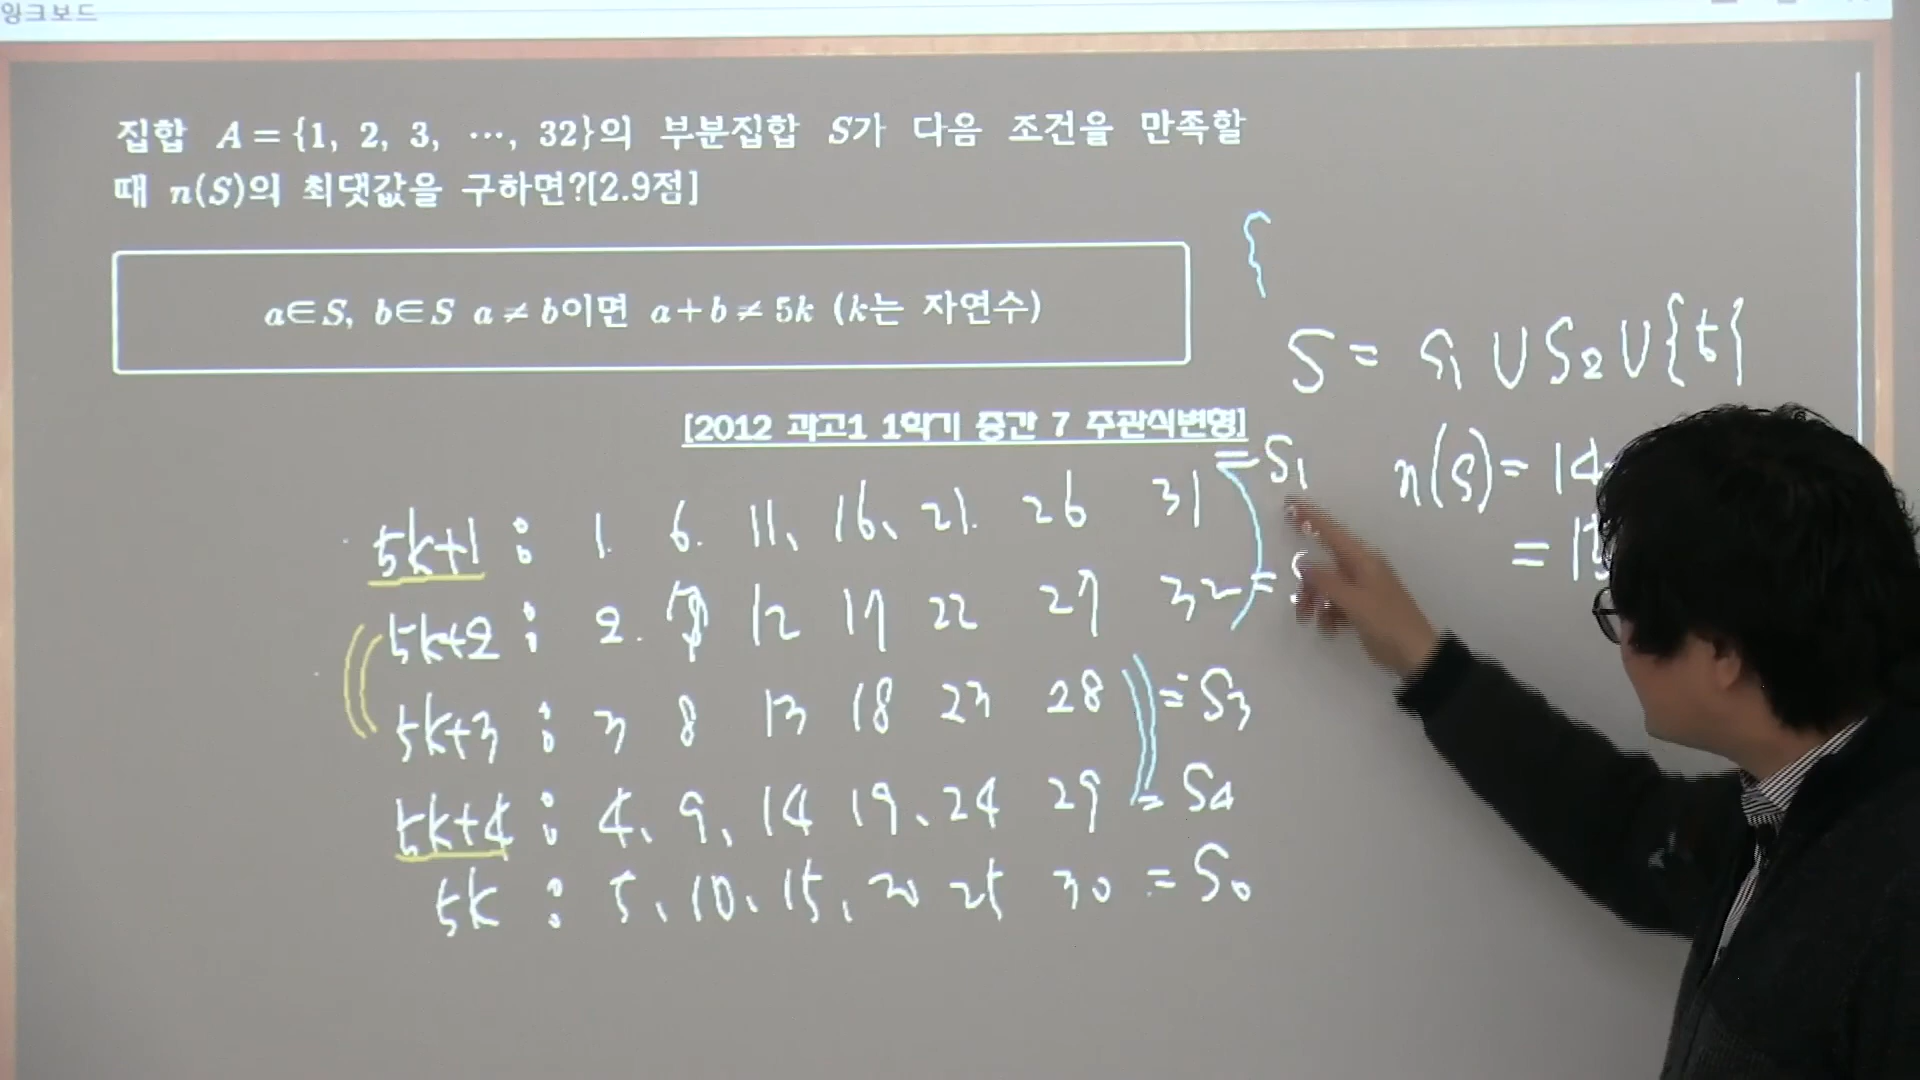 잉크보드
집합 A = {1, 2, 3, ···, 32}의 부분집합 S가 다음 조건을 만족할
때 n(S)의 최댓값을 구하면?[2.9점]
a∈S, b∈S a ≠ b이면 a+b ≠ 5k (k는 자연수)
[2012 과고1 1학기 중간 7 주관식변형]
S = S₁ ∪ S₂ ∪ {t}
n(S) = 14
= 15
5k+1 : 1. 6. 11, 16, 21. 26 31 = S₁
5k+2 : 2. 7 12 17 22 27 32 =
5k+3 : 3 8 13 18 23 28 = S₃
5k+4 : 4, 9, 14 19, 24 29 = S₄
5k : 5, 10, 15, 20 25 30 = S₀